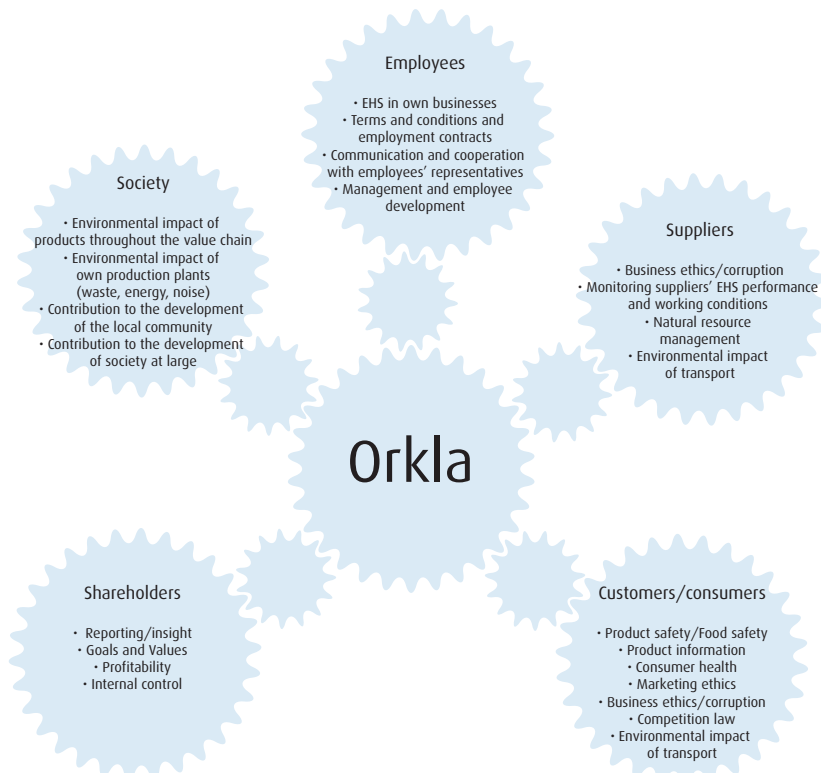 Employees
• EHS in own businesses
• Terms and conditions and
employment contracts
• Communication and cooperation
with employees’ representatives
• Management and employee
development
Society
• Environmental impact of
products throughout the value chain
• Environmental impact of
own production plants
(waste, energy, noise)
• Contribution to the development
of the local community
• Contribution to the development
of society at large
Suppliers
• Business ethics/corruption
• Monitoring suppliers’ EHS performance
and working conditions
• Natural resource
management
• Environmental impact
of transport
Orkla
Shareholders
• Reporting/insight
• Goals and Values
• Profitability
• Internal control
Customers/consumers
• Product safety/Food safety
• Product information
• Consumer health
• Marketing ethics
• Business ethics/corruption
• Competition law
• Environmental impact
of transport